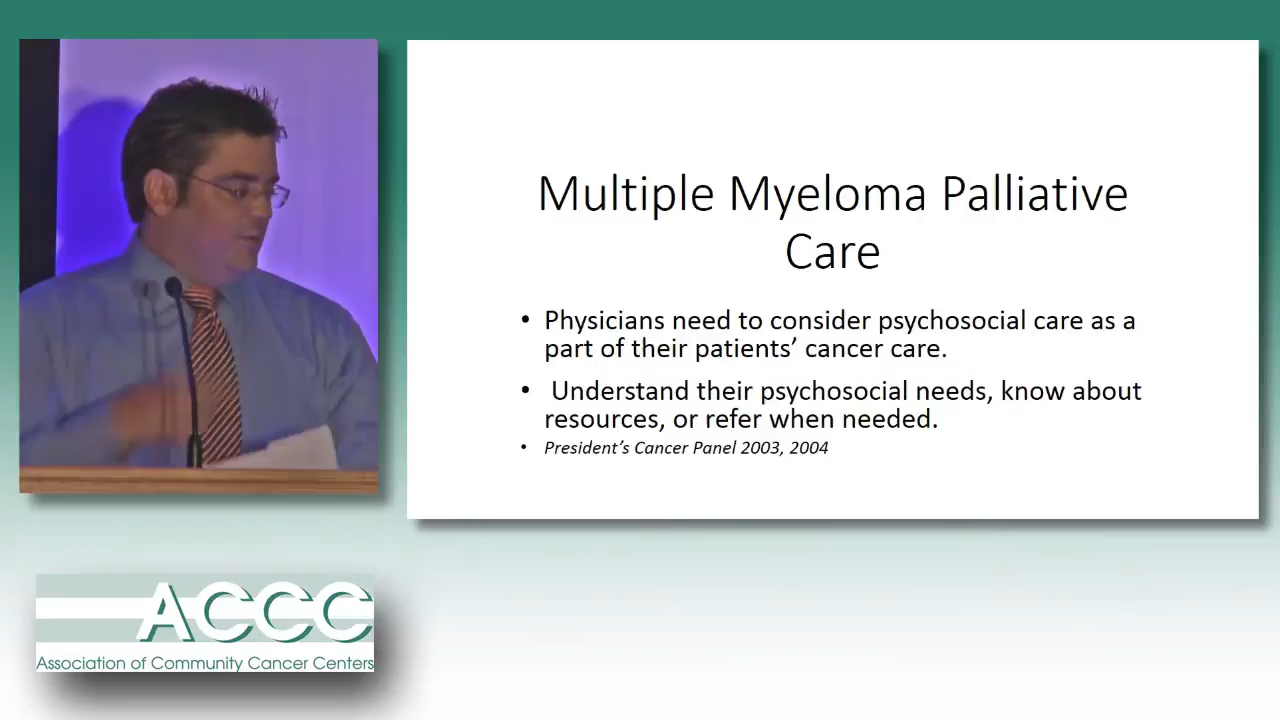 Multiple Myeloma Palliative
Care
• Physicians need to consider psychosocial care as a
part of their patients’ cancer care.
• Understand their psychosocial needs, know about
resources, or refer when needed.
• President’s Cancer Panel 2003, 2004
ACCC
Association of Community Cancer Centers